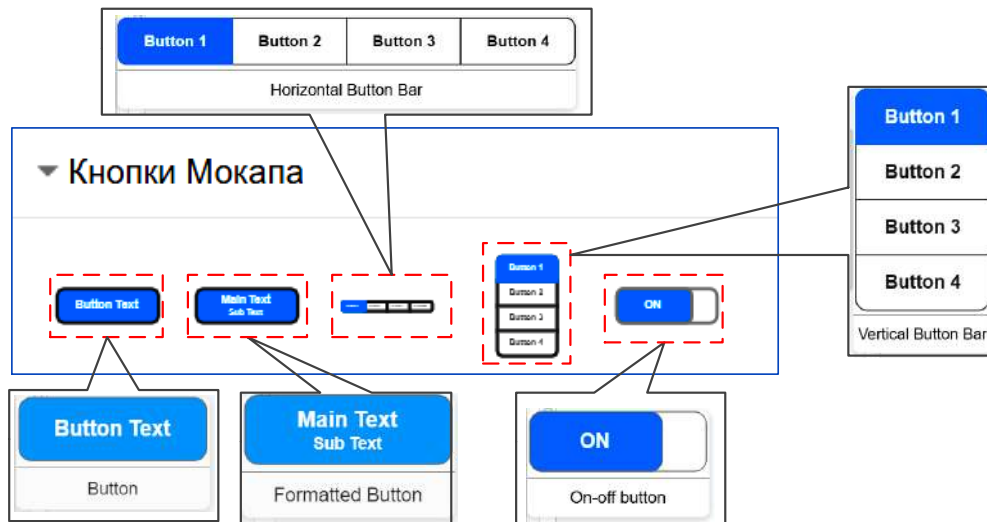 Button 1 Button 2 Button 3 Button 4
Horizontal Button Bar
Кнопки Мокапа
Button Text
Main Text
Sub Text
Button 1
Button 2
Button 3
Button 4
ON
Button 1
Button 2
Button 3
Button 4
Vertical Button Bar
Button Text
Button
Main Text
Sub Text
Formatted Button
ON
On-off button